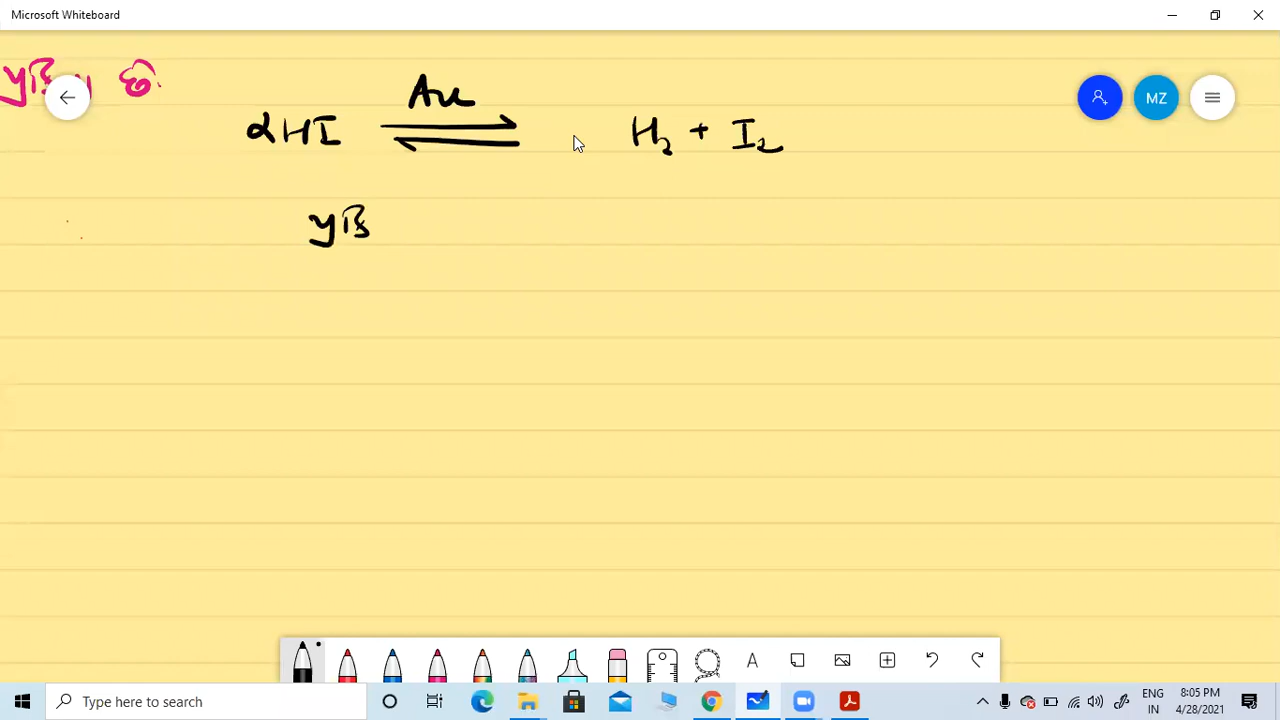 Microsoft Whiteboard
MZ
Au
2HI ⇌ H₂ + I₂
A
Type here to search
ENG
IN
8:05 PM
4/28/2021